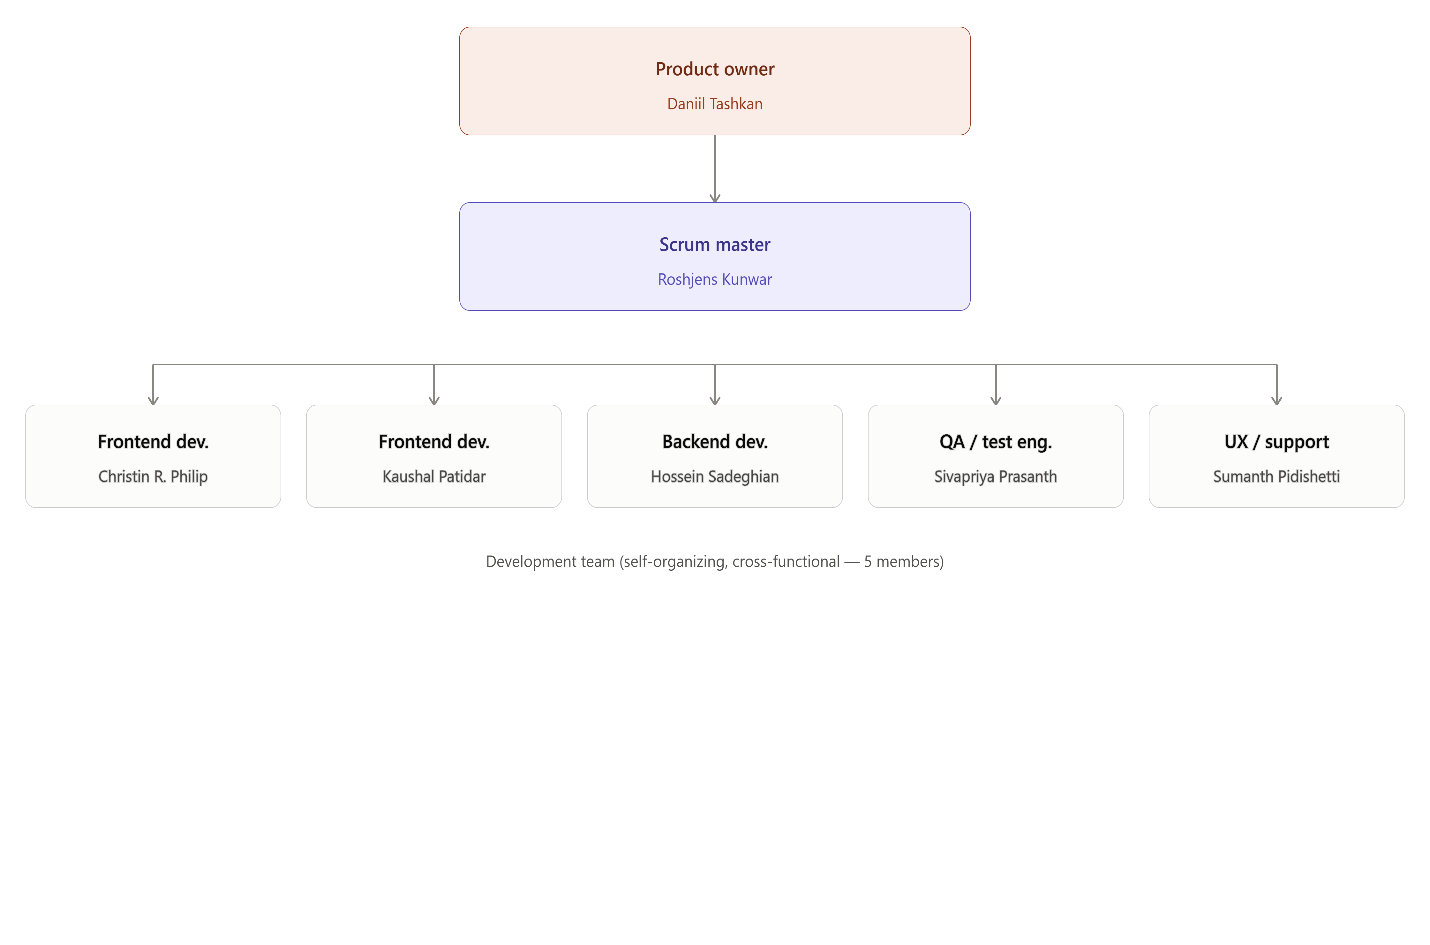 Product owner
Daniil Tashkan
Scrum master
Roshjens Kunwar
Frontend dev.
Christin R. Philip
Frontend dev.
Kaushal Patidar
Backend dev.
Hossein Sadeghian
QA / test eng.
Sivapriya Prasanth
UX / support
Sumanth Pidishetti
Development team (self-organizing, cross-functional — 5 members)